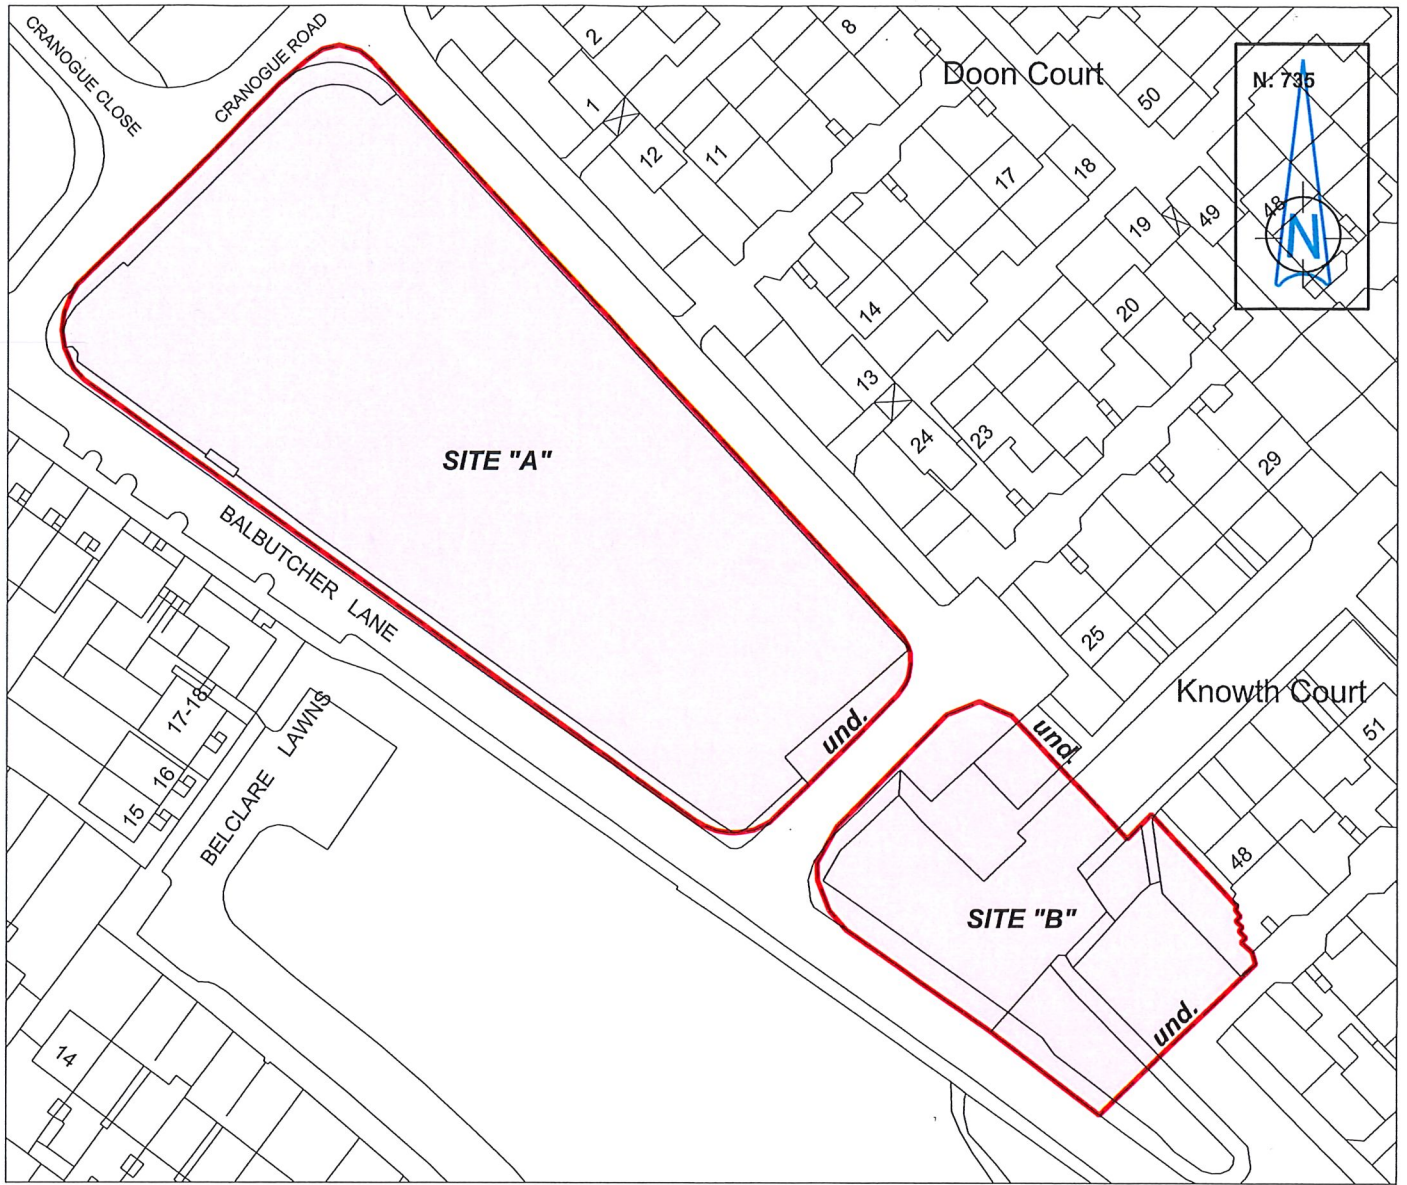 CRANOGUE CLOSE
CRANOGUE ROAD
2
8
Doon Court
N: 735
1
50
12
11
17
18
19
49
48
N
14
20
13
24
23
29
SITE "A"
BALBUTCHER LANE
25
Knowth Court
17-18
BELCLARE LAWNS
und.
und.
51
16
15
48
SITE "B"
und.
14